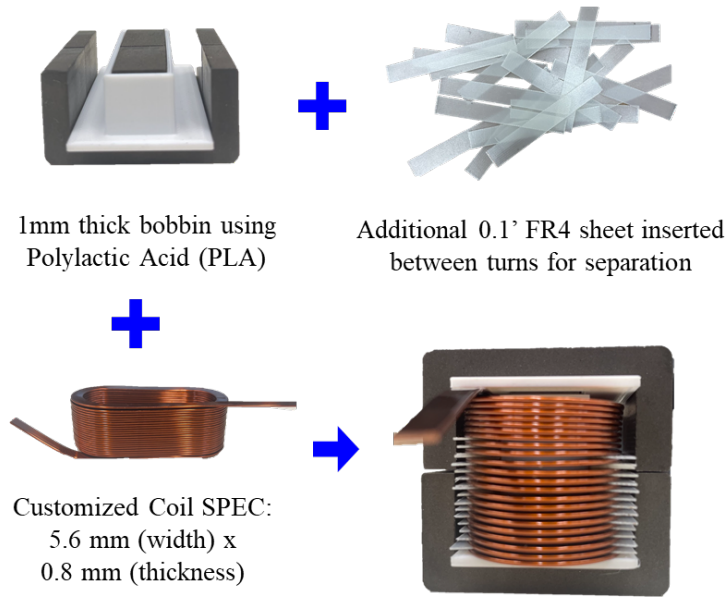 1mm thick bobbin using
Polylactic Acid (PLA)
Additional 0.1’ FR4 sheet inserted
between turns for separation
Customized Coil SPEC:
5.6 mm (width) x
0.8 mm (thickness)